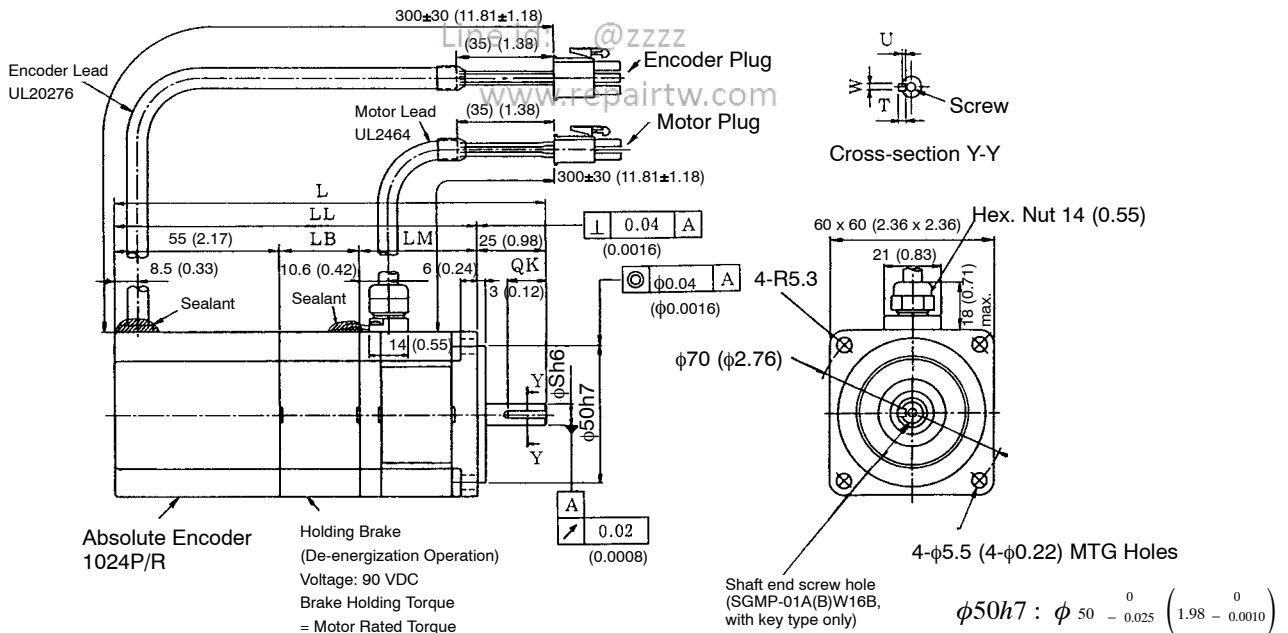 300±30 (11.81±1.18)
Line id: @zzzz
(35) (1.38)
Encoder Lead
UL20276
Encoder Plug
www.repairtw.com
Motor Lead
UL2464
(35) (1.38)
Motor Plug
300±30 (11.81±1.18)
U
W
T
Screw
Cross-section Y-Y
L
LL
55 (2.17)
LB
LM
25 (0.98)
⊥ 0.04 A
(0.0016)
8.5 (0.33)
10.6 (0.42)
6 (0.24)
QK
3 (0.12)
◎ ϕ0.04 A
(ϕ0.0016)
Sealant
Sealant
14 (0.55)
Y
Y
ϕSh6
ϕ50h7
A
↗ 0.02
(0.0008)
Absolute Encoder
1024P/R
Holding Brake
(De-energization Operation)
Voltage: 90 VDC
Brake Holding Torque
= Motor Rated Torque
60 x 60 (2.36 x 2.36)
Hex. Nut 14 (0.55)
21 (0.83)
4-R5.3
18 (0.71)
max.
ϕ70 (ϕ2.76)
4-ϕ5.5 (4-ϕ0.22) MTG Holes
Shaft end screw hole
(SGMP-01A(B)W16B,
with key type only)
ϕ50h7 : ϕ 50 0 − 0.025 (1.98 0 − 0.0010)